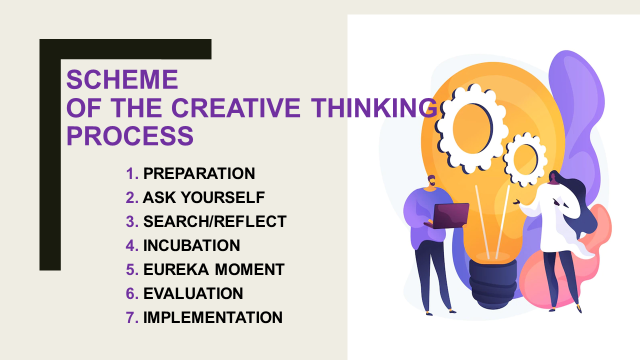 SCHEME
OF THE CREATIVE THINKING
PROCESS
1. PREPARATION
2. ASK YOURSELF
3. SEARCH/REFLECT
4. INCUBATION
5. EUREKA MOMENT
6. EVALUATION
7. IMPLEMENTATION